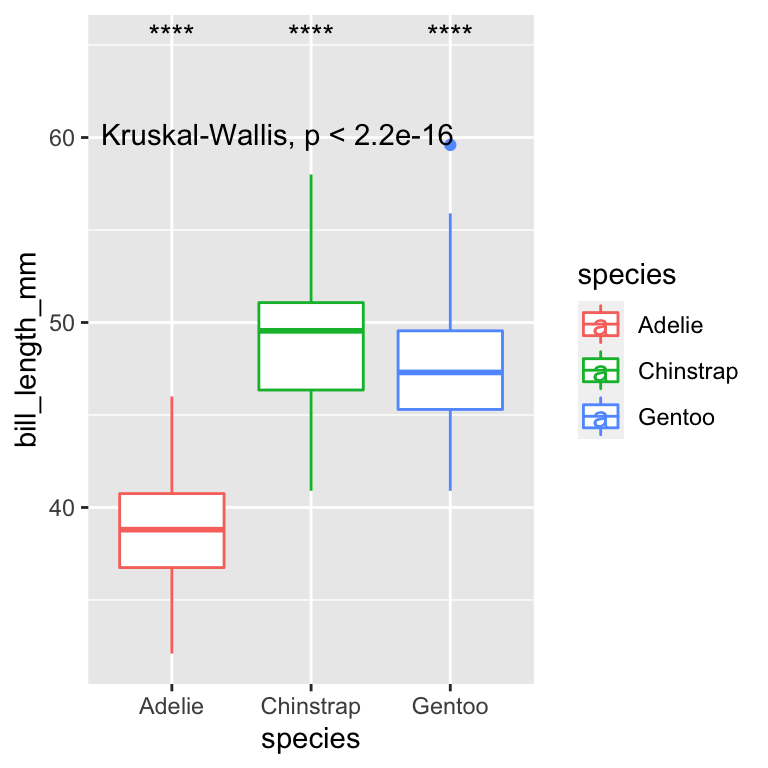 **** **** ****
Kruskal-Wallis, p < 2.2e-16
60
50
40
bill_length_mm
Adelie Chinstrap Gentoo
species
species
a Adelie
a Chinstrap
a Gentoo